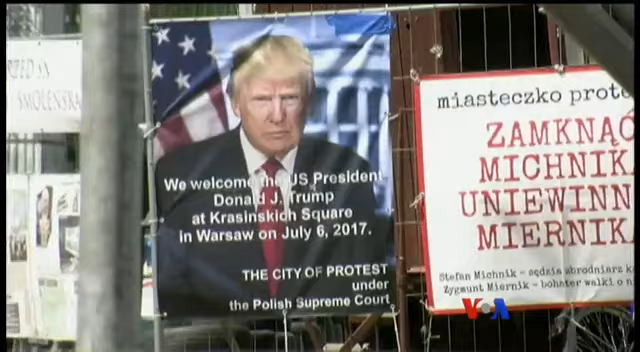 SMOLEŃSKA
We welcome the US President
Donald J. Trump
at Krasinskich Square
in Warsaw on July 6, 2017.
THE CITY OF PROTEST
under
the Polish Supreme Court
miasteczko
ZAMKNĄĆ
MICHNIK
UNIEWINN
MIERNIK
Stefan Michnik - sędzia zbrodniarz
Zygmunt Miernik - bohater walki o
VOA